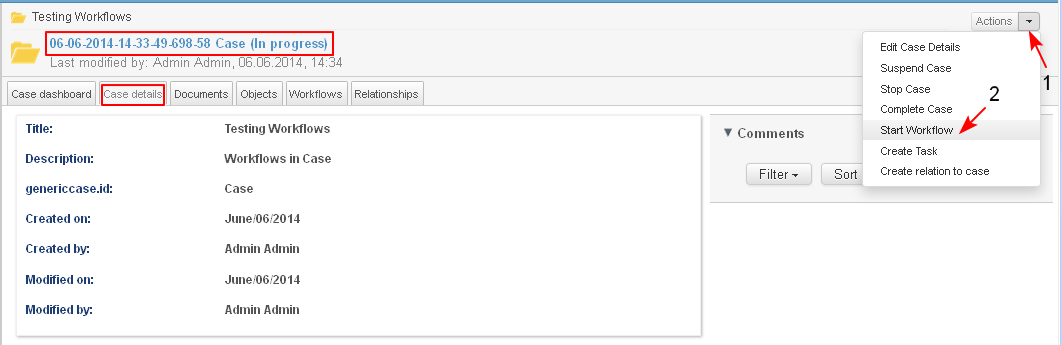 Testing Workflows
Actions
06-06-2014-14-33-49-698-58 Case (In progress)
Last modified by: Admin Admin, 06.06.2014, 14:34
Edit Case Details
Suspend Case
Stop Case
Complete Case
Start Workflow
Create Task
Create relation to case
1
2
Case dashboard
Case details
Documents
Objects
Workflows
Relationships
Title: Testing Workflows
Description: Workflows in Case
genericcase.id: Case
Created on: June/06/2014
Created by: Admin Admin
Modified on: June/06/2014
Modified by: Admin Admin
Comments
Filter
Sort